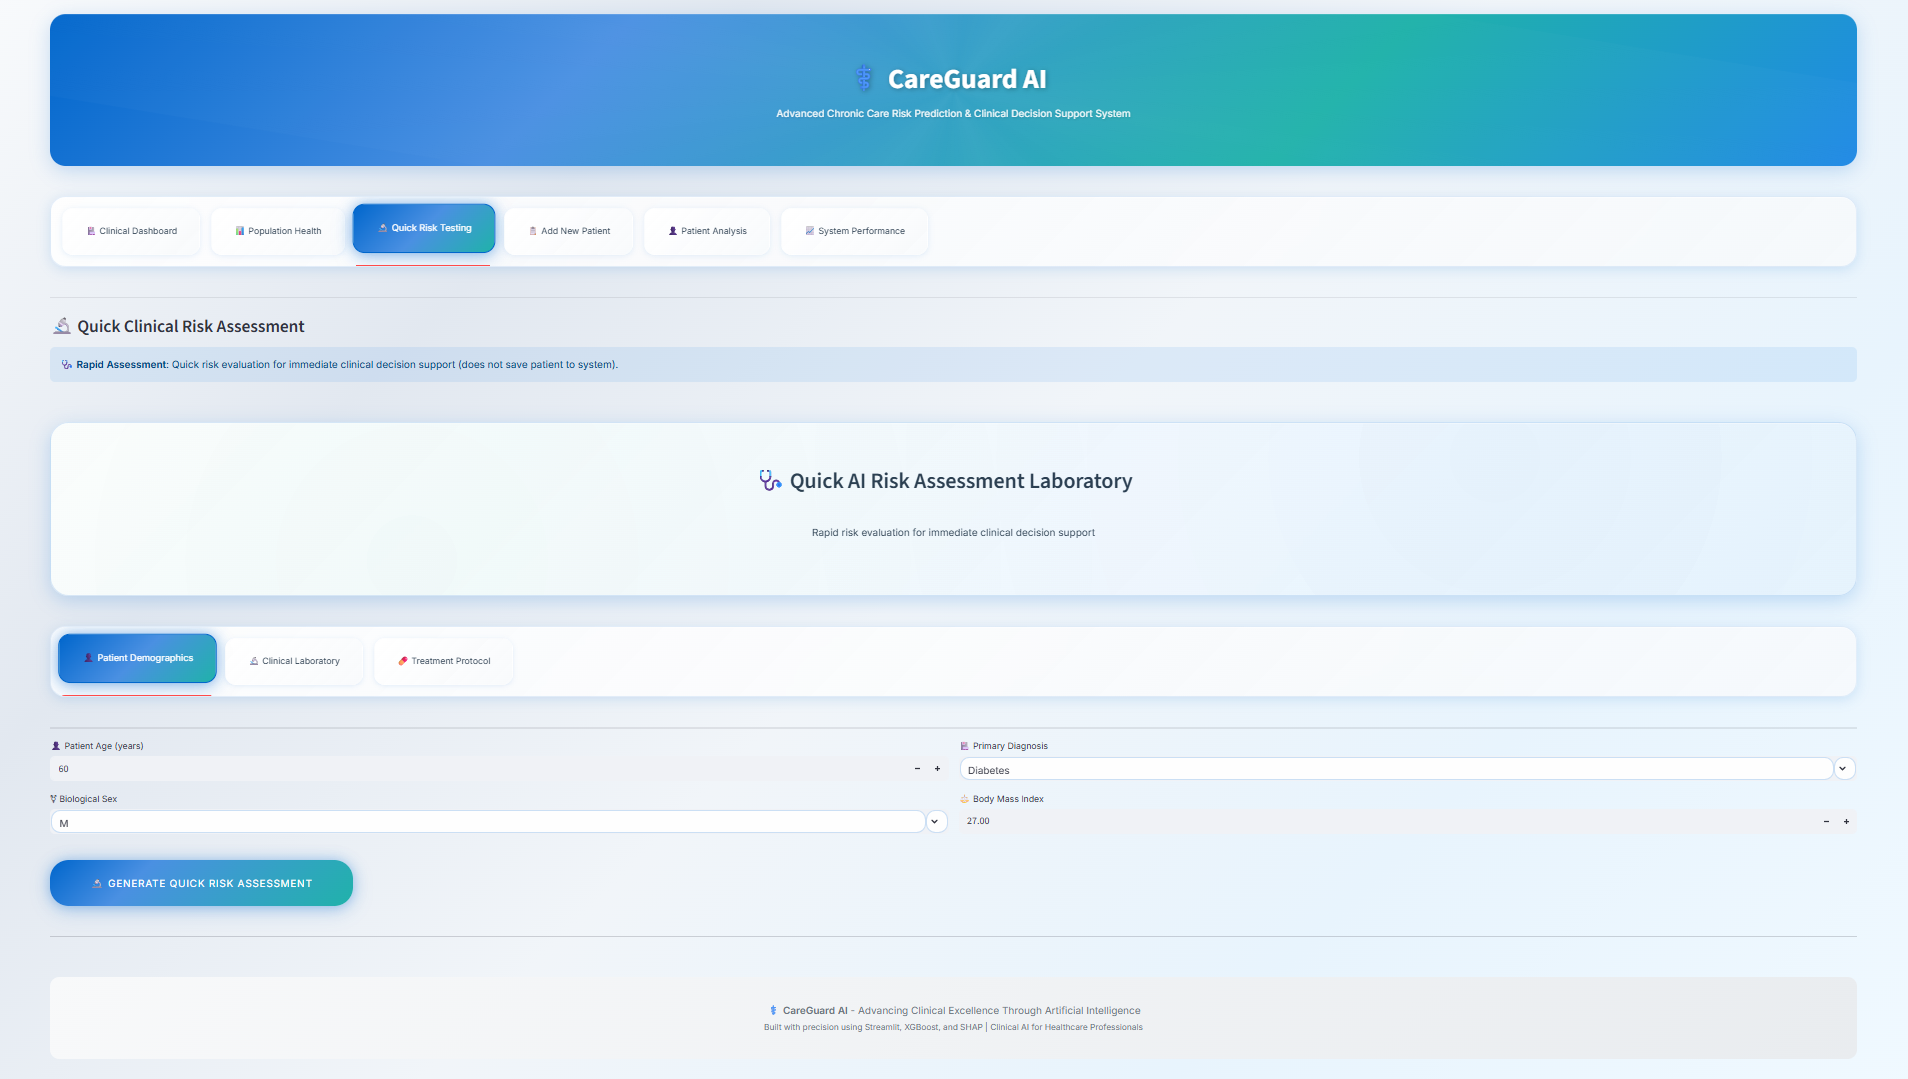 CareGuard AI
Advanced Chronic Care Risk Prediction & Clinical Decision Support System
Clinical Dashboard
Population Health
Quick Risk Testing
Add New Patient
Patient Analysis
System Performance
Quick Clinical Risk Assessment
Rapid Assessment: Quick risk evaluation for immediate clinical decision support (does not save patient to system).
Quick AI Risk Assessment Laboratory
Rapid risk evaluation for immediate clinical decision support
Patient Demographics
Clinical Laboratory
Treatment Protocol
Patient Age (years)
60
Primary Diagnosis
Diabetes
Biological Sex
M
Body Mass Index
27.00
GENERATE QUICK RISK ASSESSMENT
CareGuard AI - Advancing Clinical Excellence Through Artificial Intelligence
Built with precision using Streamlit, XGBoost, and SHAP | Clinical AI for Healthcare Professionals